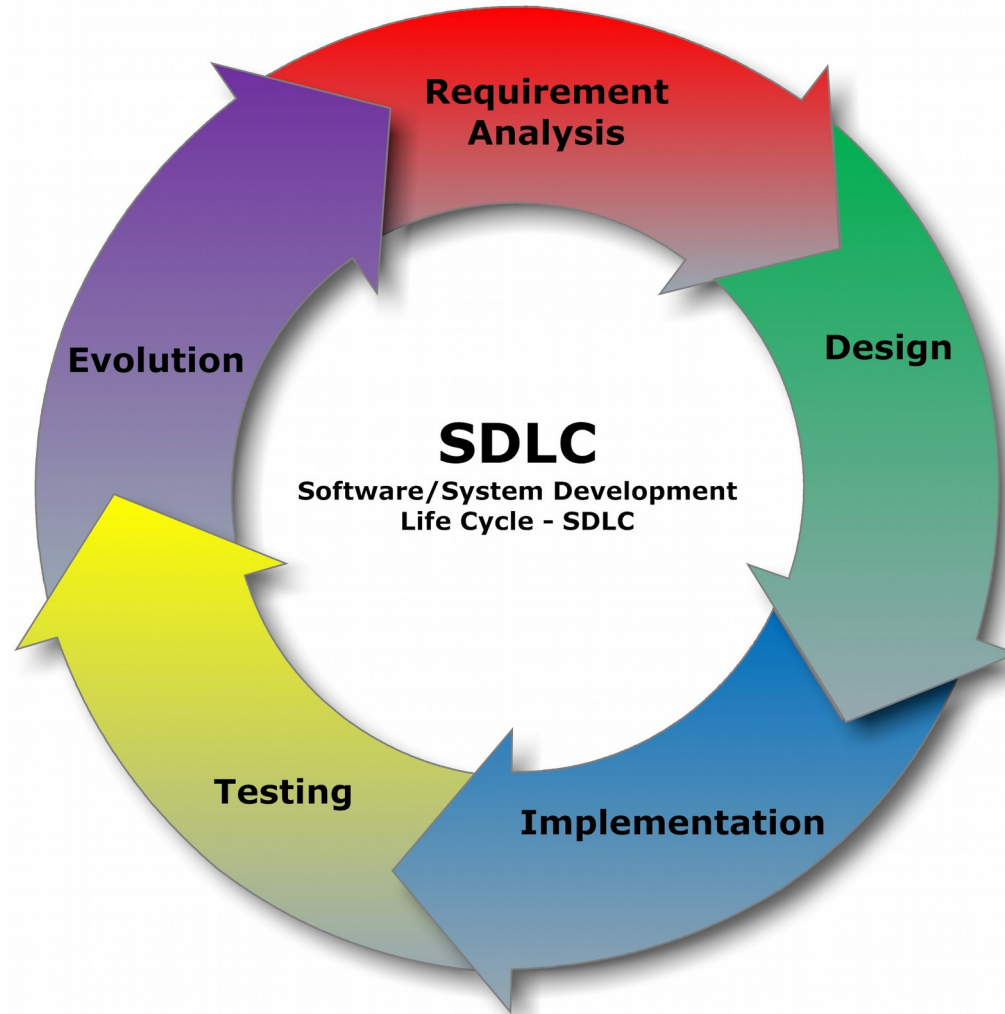 Requirement
Analysis
Design
Implementation
Testing
Evolution
SDLC
Software/System Development
Life Cycle - SDLC